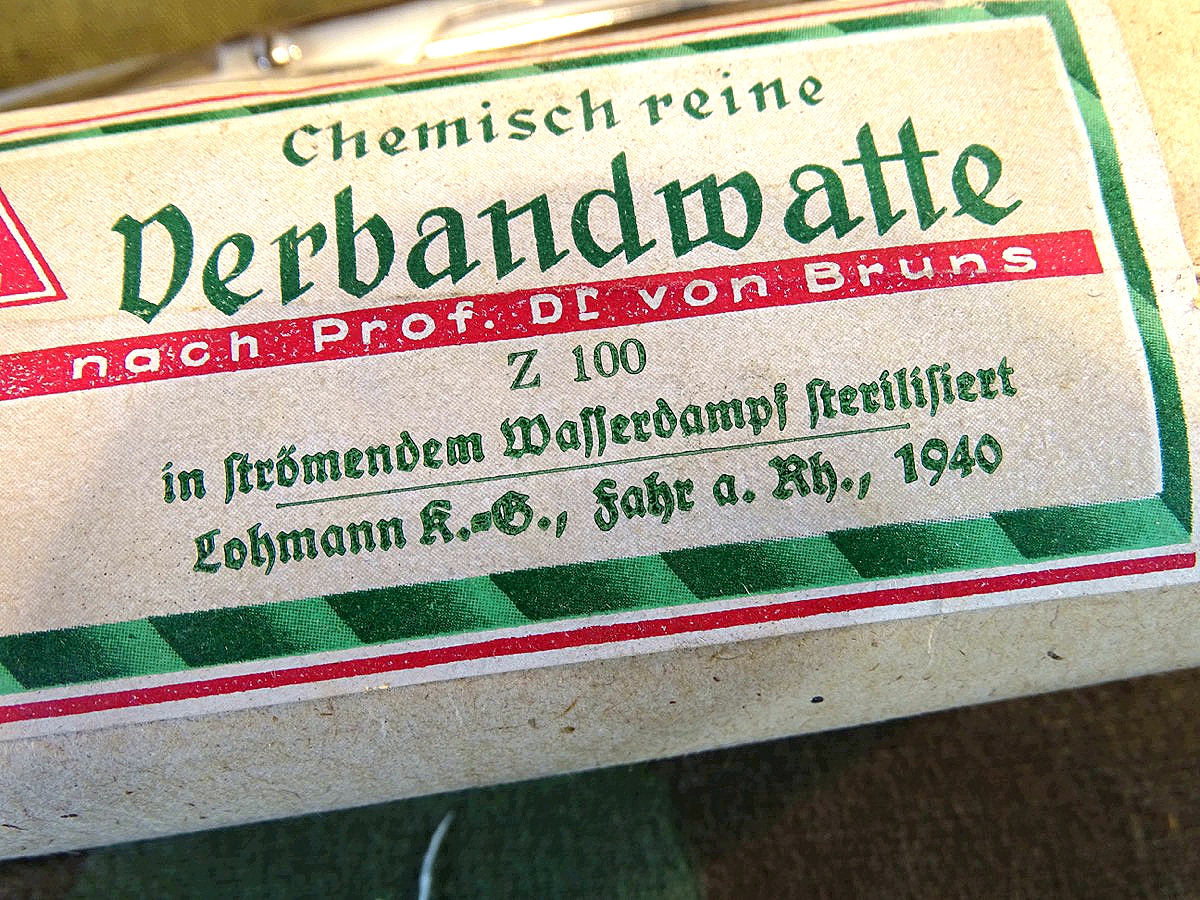 Chemisch reine
Verbandwatte
nach Prof. Dr. von Bruns
Z 100
in ſtrömendem Waſſerdampf ſteriliſiert
Lohmann K.=G., Fahr a. Rh., 1940